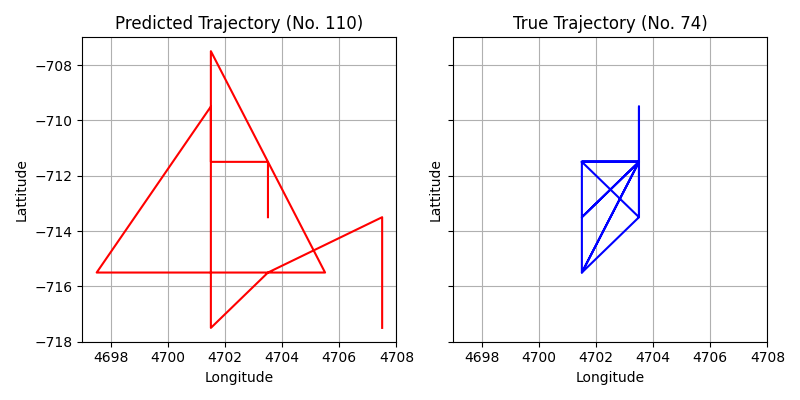 Predicted Trajectory (No. 110)
Lattitude
−708
−710
−712
−714
−716
−718
4698 4700 4702 4704 4706 4708
Longitude
True Trajectory (No. 74)
Lattitude
4698 4700 4702 4704 4706 4708
Longitude